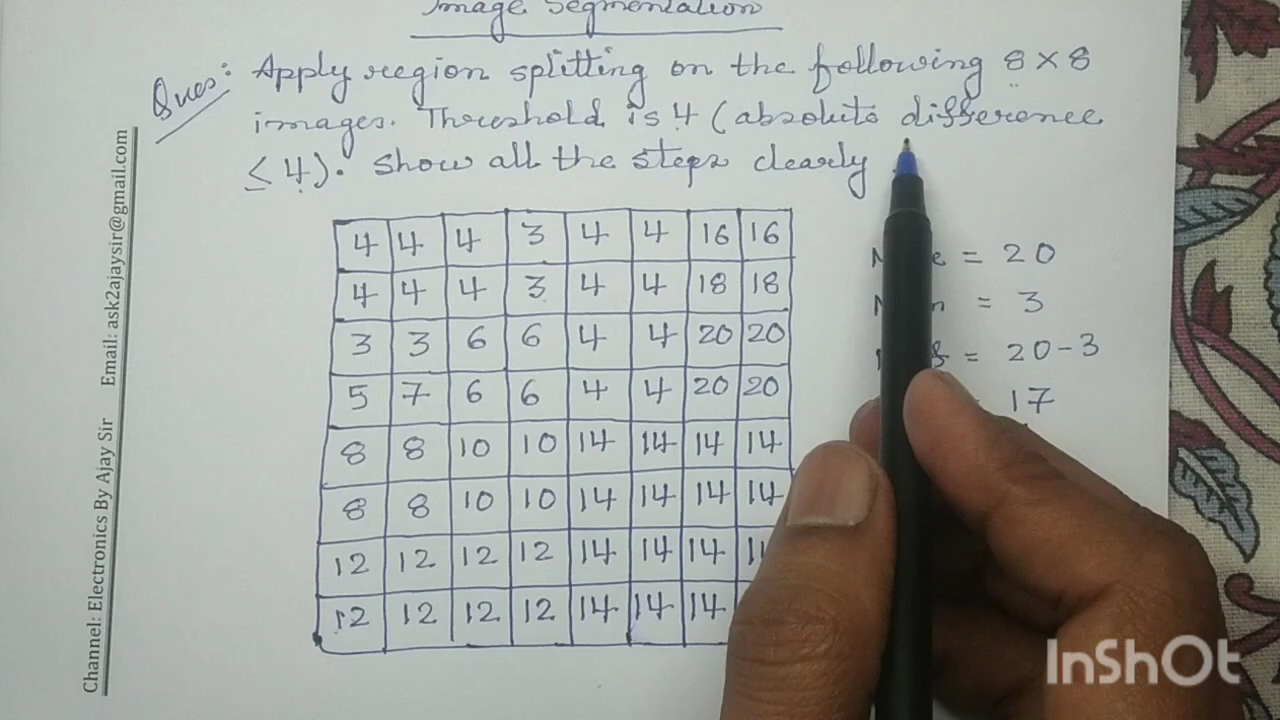 Image Segmentation
Ques: Apply region splitting on the following 8 × 8
images. Threshold is 4 (absolute difference
≤ 4). Show all the steps clearly
4 4 4 3 4 4 16 16
4 4 4 3 4 4 18 18
3 3 6 6 4 4 20 20
5 7 6 6 4 4 20 20
8 8 10 10 14 14 14 14
8 8 10 10 14 14 14 14
12 12 12 12 14 14 14
12 12 12 12 14 14 14
= 20
= 3
= 20-3
17
Channel: Electronics By Ajay Sir Email: ask2ajaysir@gmail.com
InShOt